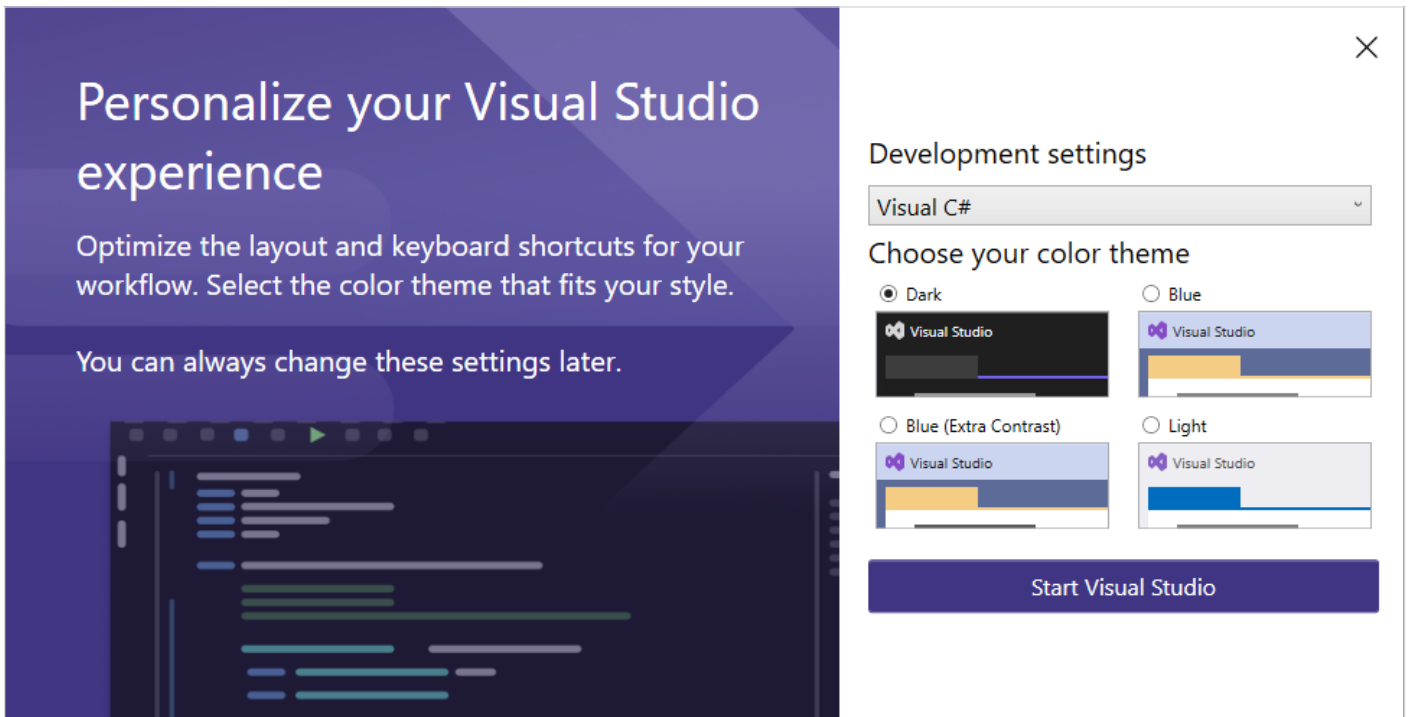 Personalize your Visual Studio
experience
Optimize the layout and keyboard shortcuts for your
workflow. Select the color theme that fits your style.
You can always change these settings later.
Development settings
Visual C#
Choose your color theme
Dark
Visual Studio
Blue
Visual Studio
Blue (Extra Contrast)
Visual Studio
Light
Visual Studio
Start Visual Studio